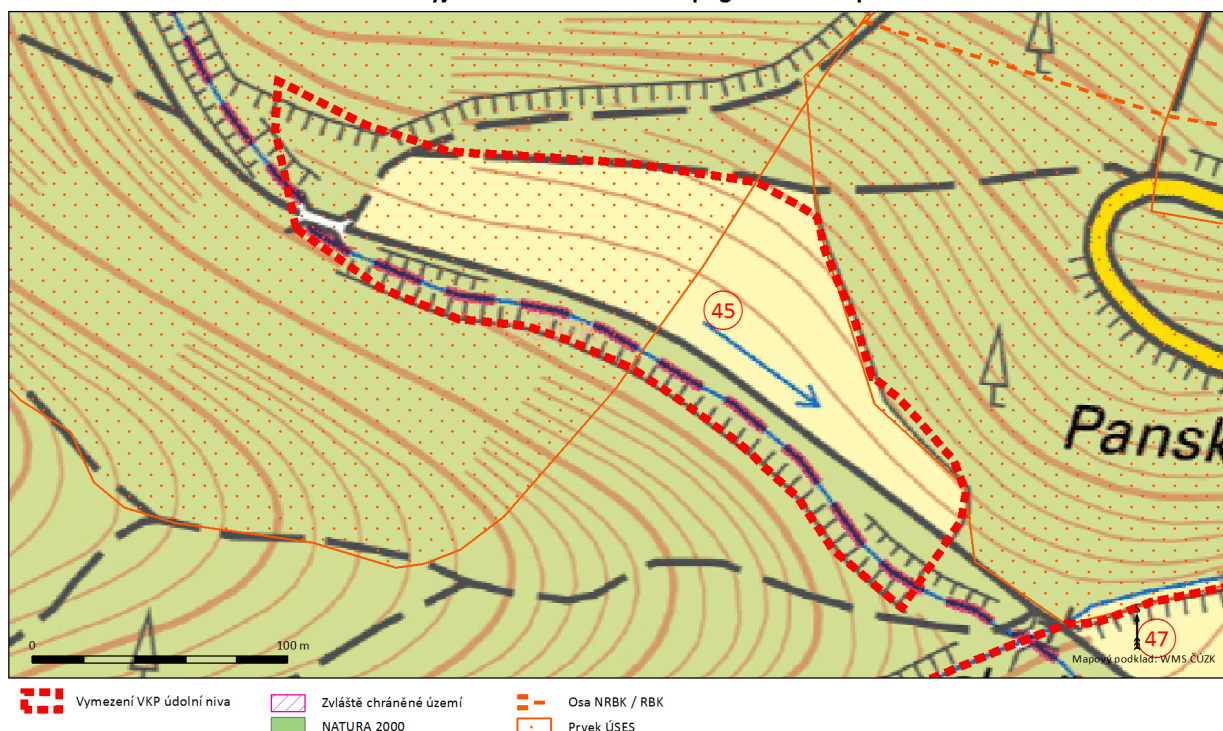 45
Pansk
0 100 m
47
Mapový podklad: WMS ČÚZK
Vymezení VKP údolní niva
Zvláště chráněné území
Osa NRBK / RBK
NATURA 2000
Prvek ÚSES